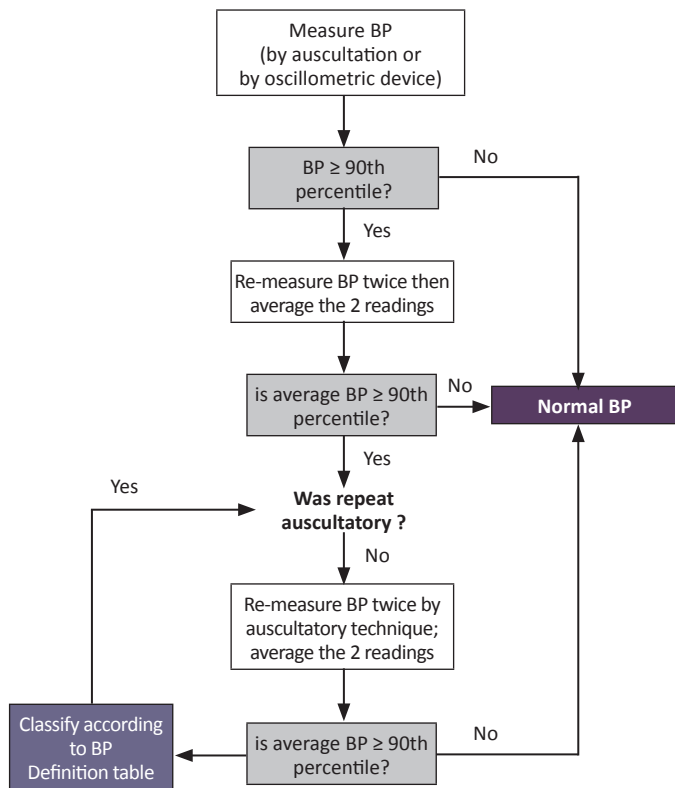 Measure BP
(by auscultation or
by oscillometric device)
BP ≥ 90th
percentile?
No
Yes
Re-measure BP twice then
average the 2 readings
is average BP ≥ 90th
percentile?
No
Normal BP
Yes
Yes
Was repeat
auscultatory ?
No
Re-measure BP twice by
auscultatory technique;
average the 2 readings
Classify according
to BP
Definition table
is average BP ≥ 90th
percentile?
No